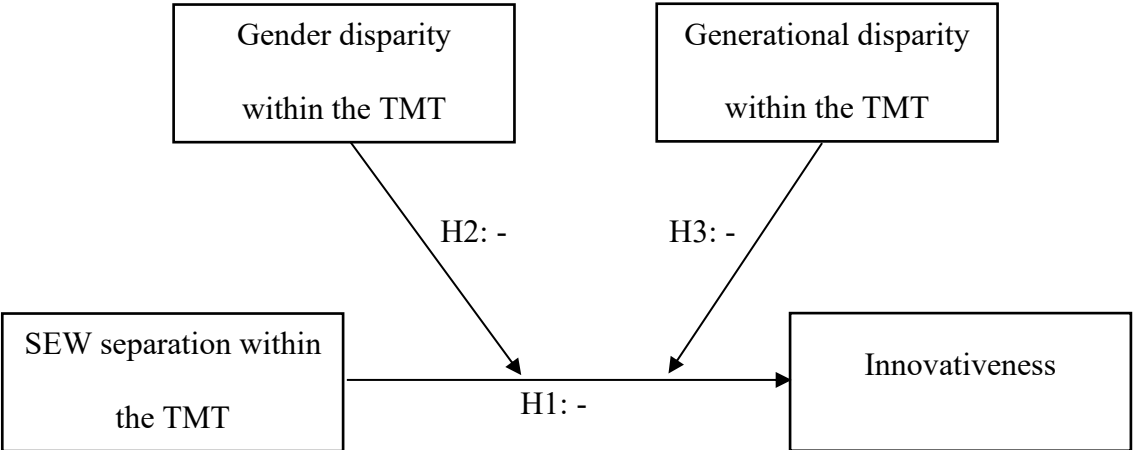 Gender disparity
within the TMT
Generational disparity
within the TMT
H2: -
H3: -
SEW separation within
the TMT
Innovativeness
H1: -